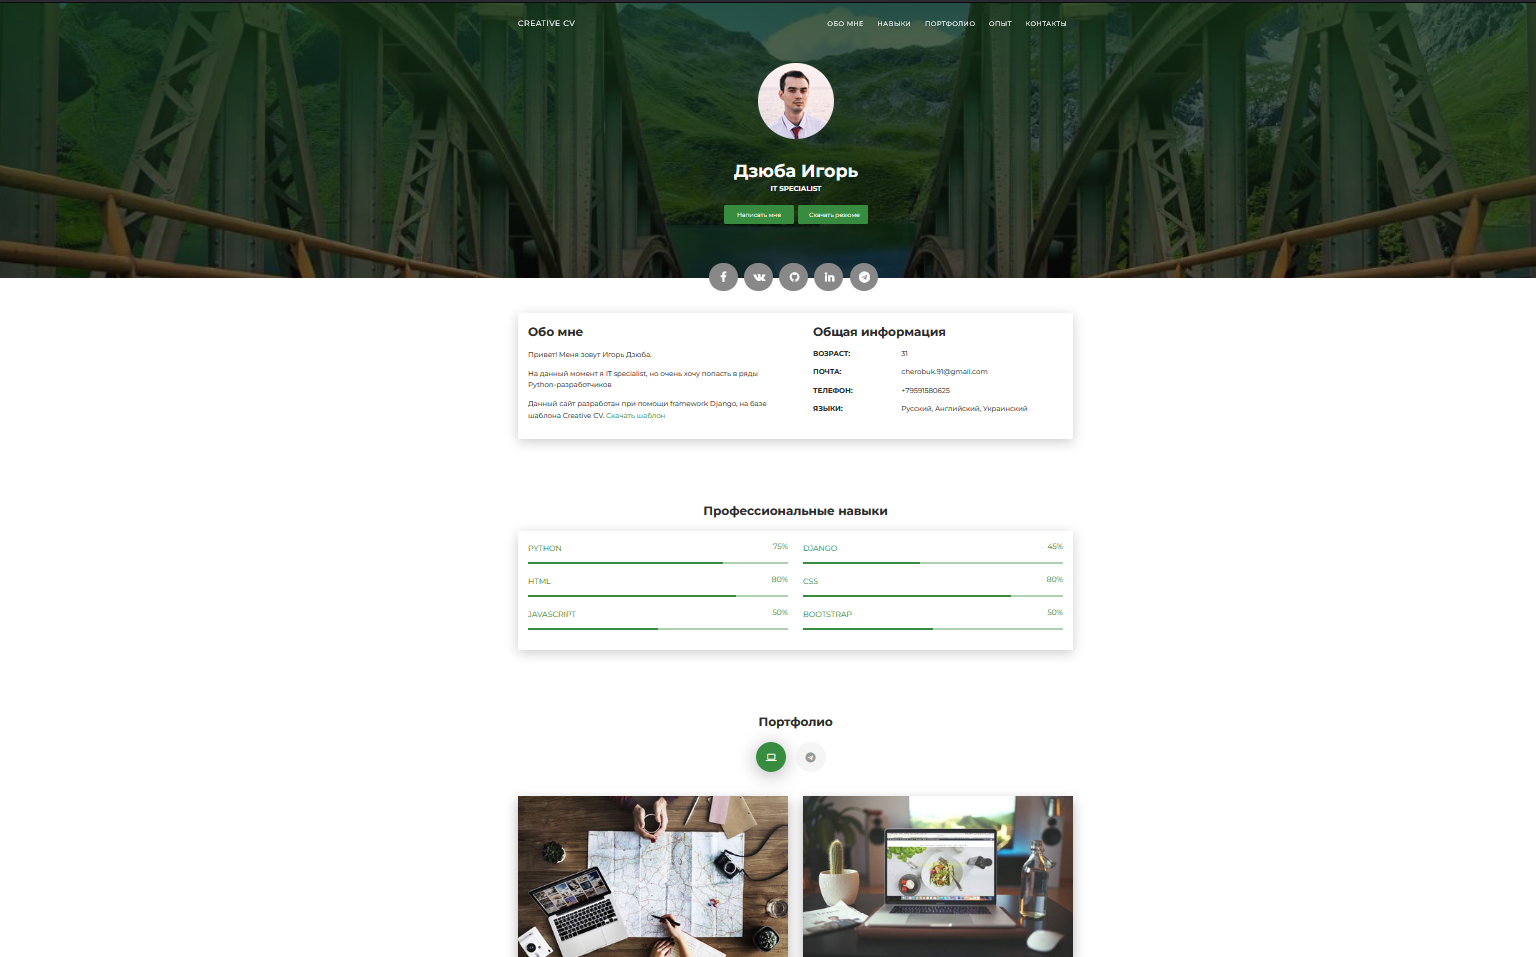 CREATIVE CV
ОБО МНЕ НАВЫКИ ПОРТФОЛИО ОПЫТ КОНТАКТЫ
Дзюба Игорь
IT SPECIALIST
Написать мне Скачать резюме
Обо мне
Привет! Меня зовут Игорь Дзюба.
На данный момент я IT specialist, но очень хочу попасть в ряды
Python-разработчиков
Данный сайт разработан при помощи framework Django, на базе
шаблона Creative CV. Скачать шаблон
Общая информация
ВОЗРАСТ: 31
ПОЧТА: cherobuk.91@gmail.com
ТЕЛЕФОН: +79591580625
ЯЗЫКИ: Русский, Английский, Украинский
Профессиональные навыки
PYTHON 75% DJANGO 45%
HTML 80% CSS 80%
JAVASCRIPT 50% BOOTSTRAP 50%
Портфолио